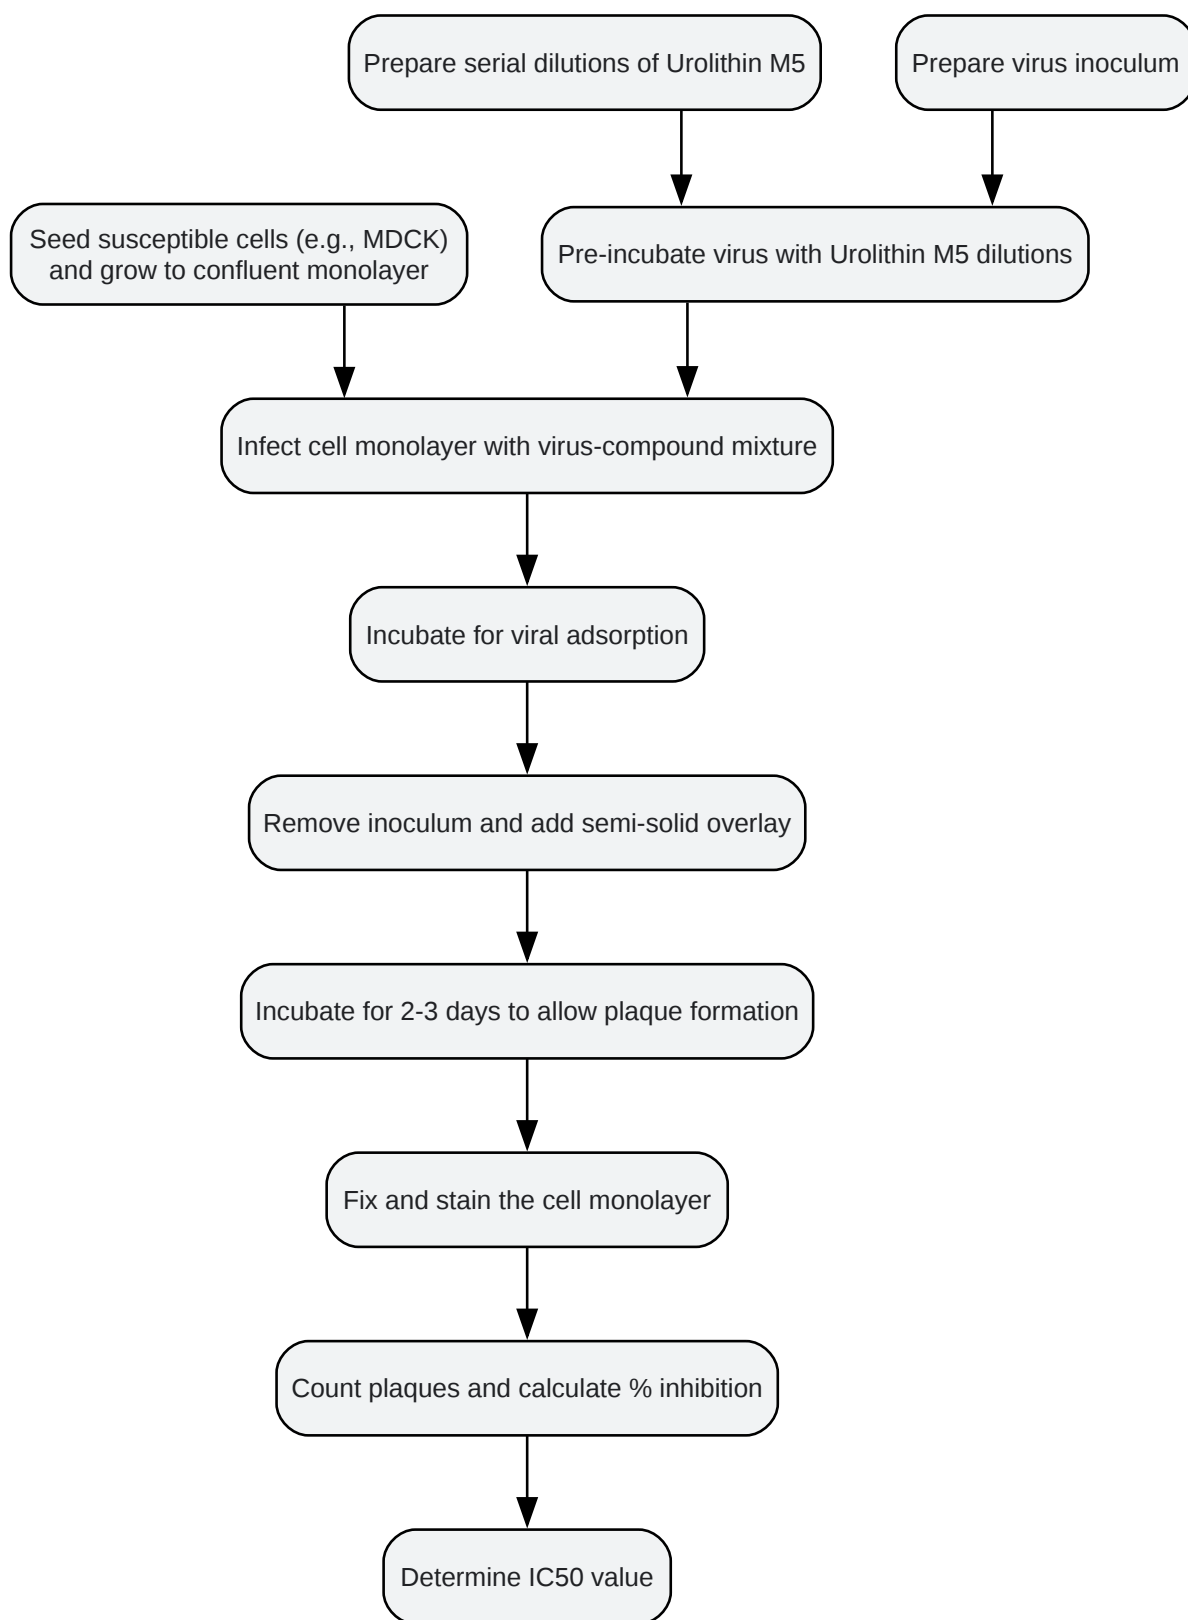 Prepare serial dilutions of Urolithin M5
Prepare virus inoculum
Seed susceptible cells (e.g., MDCK)
and grow to confluent monolayer
Pre-incubate virus with Urolithin M5 dilutions
Infect cell monolayer with virus-compound mixture
Incubate for viral adsorption
Remove inoculum and add semi-solid overlay
Incubate for 2-3 days to allow plaque formation
Fix and stain the cell monolayer
Count plaques and calculate % inhibition
Determine IC50 value